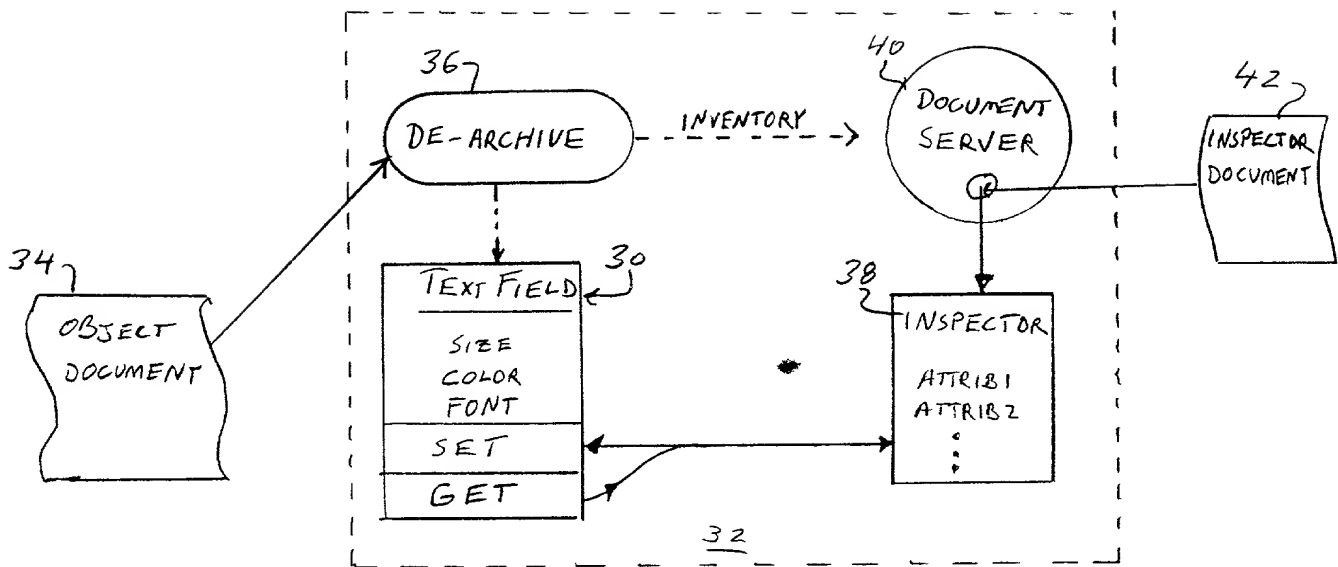 36
DE-ARCHIVE
INVENTORY
40
DOCUMENT
SERVER
42
INSPECTOR
DOCUMENT
34
OBJECT
DOCUMENT
30
TEXT FIELD
SIZE
COLOR
FONT
SET
GET
38
INSPECTOR
ATTRIB1
ATTRIB2
32